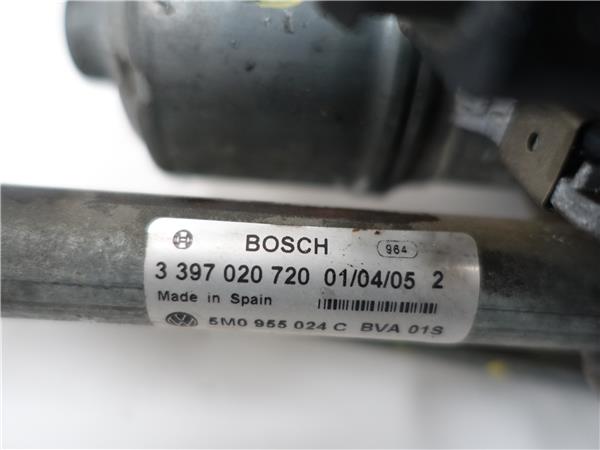 BOSCH 964
3 397 020 720 01/04/05 2
Made in Spain
5M0 955 024 C BVA 01S